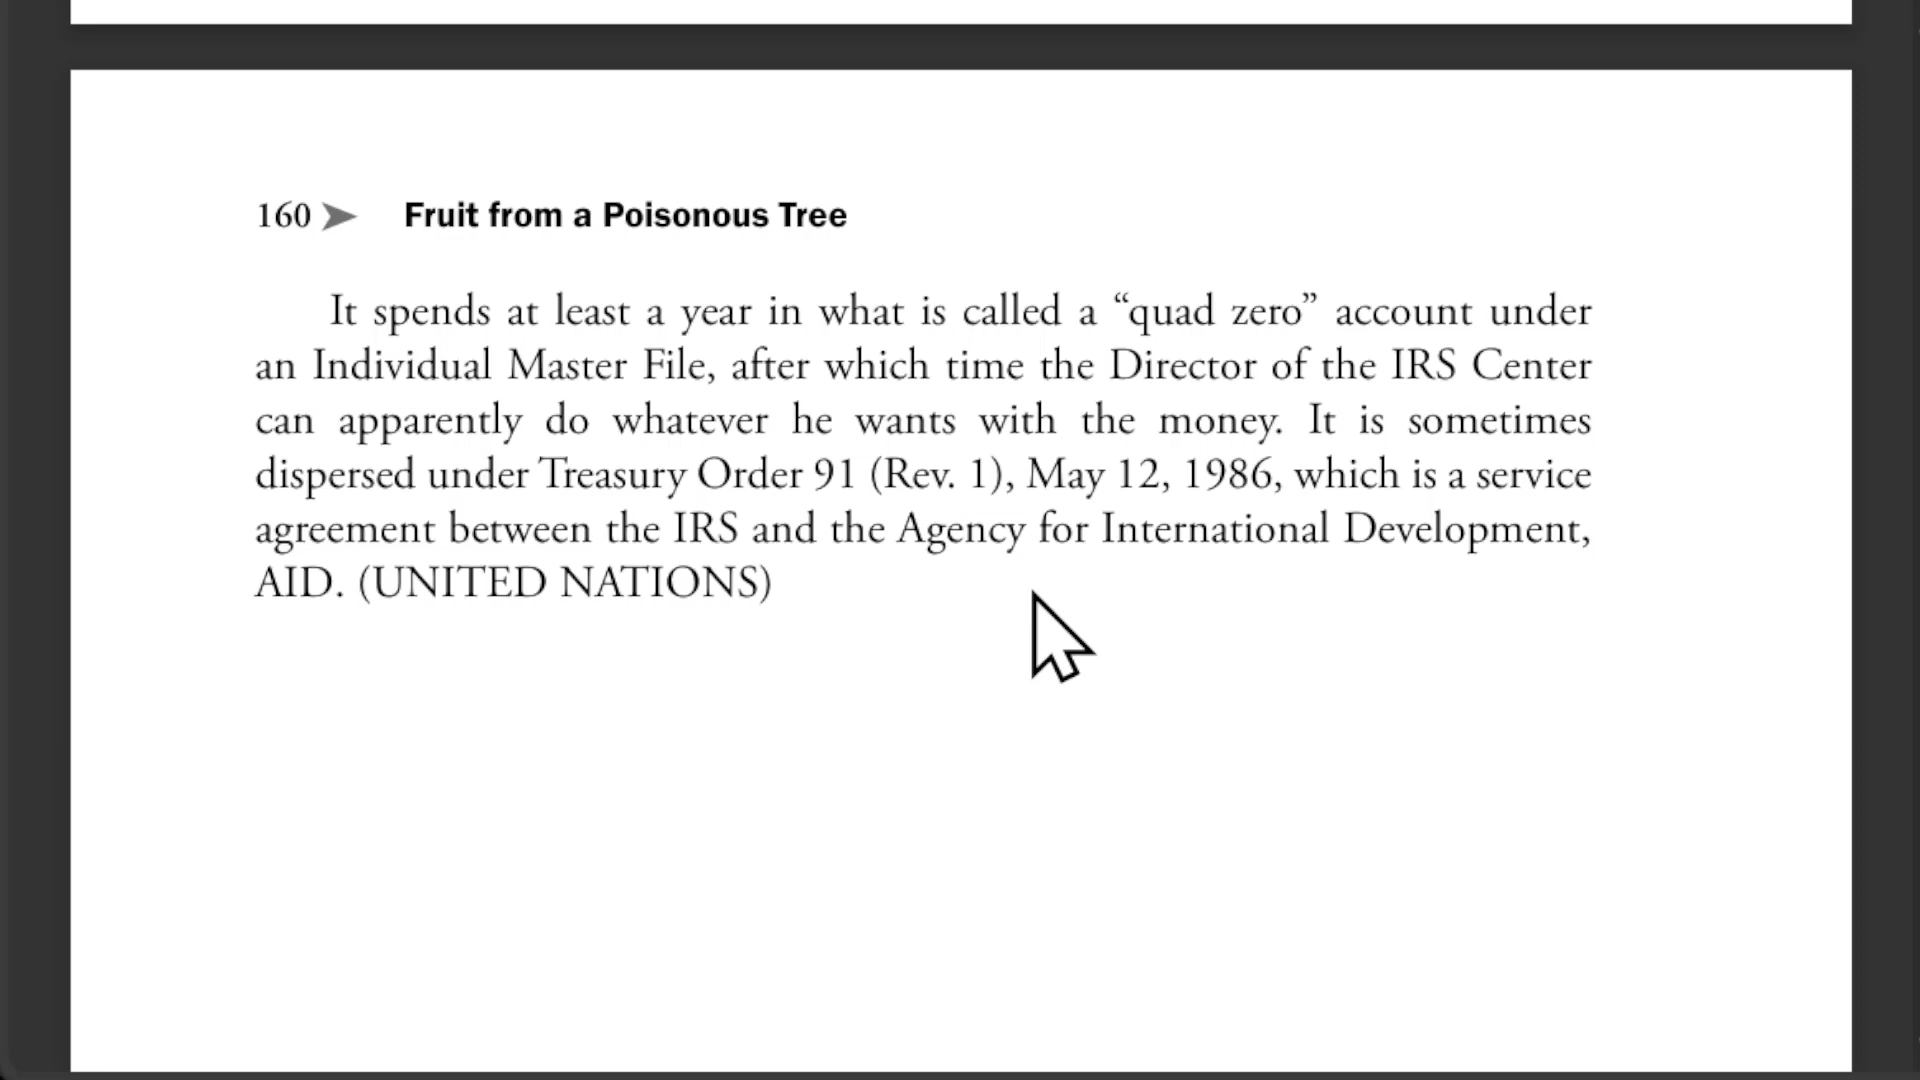 160 ➤ Fruit from a Poisonous Tree
It spends at least a year in what is called a “quad zero” account under
an Individual Master File, after which time the Director of the IRS Center
can apparently do whatever he wants with the money. It is sometimes
dispersed under Treasury Order 91 (Rev. 1), May 12, 1986, which is a service
agreement between the IRS and the Agency for International Development,
AID. (UNITED NATIONS)